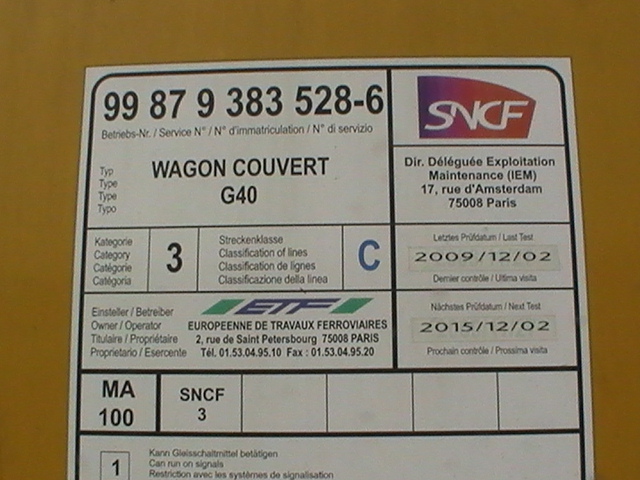 99 87 9 383 528-6
Betriebs-Nr. / Service N° / N° d'immatriculation / N° di servizio
SNCF
Typ
Type
Type
Typo
WAGON COUVERT
G40
Dir. Déléguée Exploitation
Maintenance (IEM)
17, rue d'Amsterdam
75008 Paris
Kategorie
Category
Catégorie
Catégoria
3
Streckenklasse
Classification of lines
Classification de lignes
Classificazione della linea
C
Letztes Prüfdatum / Last Test
2009/12/02
Dernier contrôle / Ultima visita
Einsteller / Betreiber
Owner / Operator
Titulaire / Propriétaire
Proprietario / Esercente
ETF
EUROPEENNE DE TRAVAUX FERROVIAIRES
2, rue de Saint Petersbourg 75008 PARIS
Tél. 01.53.04.95.10 Fax : 01.53.04.95.20
Nächstes Prüfdatum / Next Test
2015/12/02
Prochain contrôle / Prossima visita
MA
100
SNCF
3
1
Kann Gleisschaltmittel betätigen
Can run on signals
Restriction avec les systèmes de signalisation